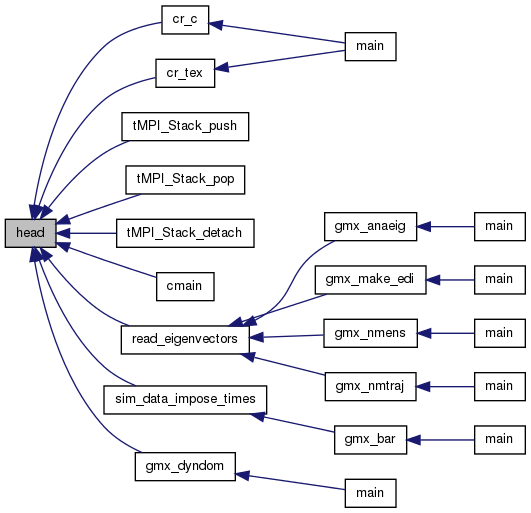 cr_c
main
cr_tex
tMPI_Stack_push
tMPI_Stack_pop
head
tMPI_Stack_detach
gmx_anaeig
main
cmain
gmx_make_edi
main
read_eigenvectors
gmx_nmens
main
gmx_nmtraj
main
sim_data_impose_times
gmx_bar
main
gmx_dyndom
main